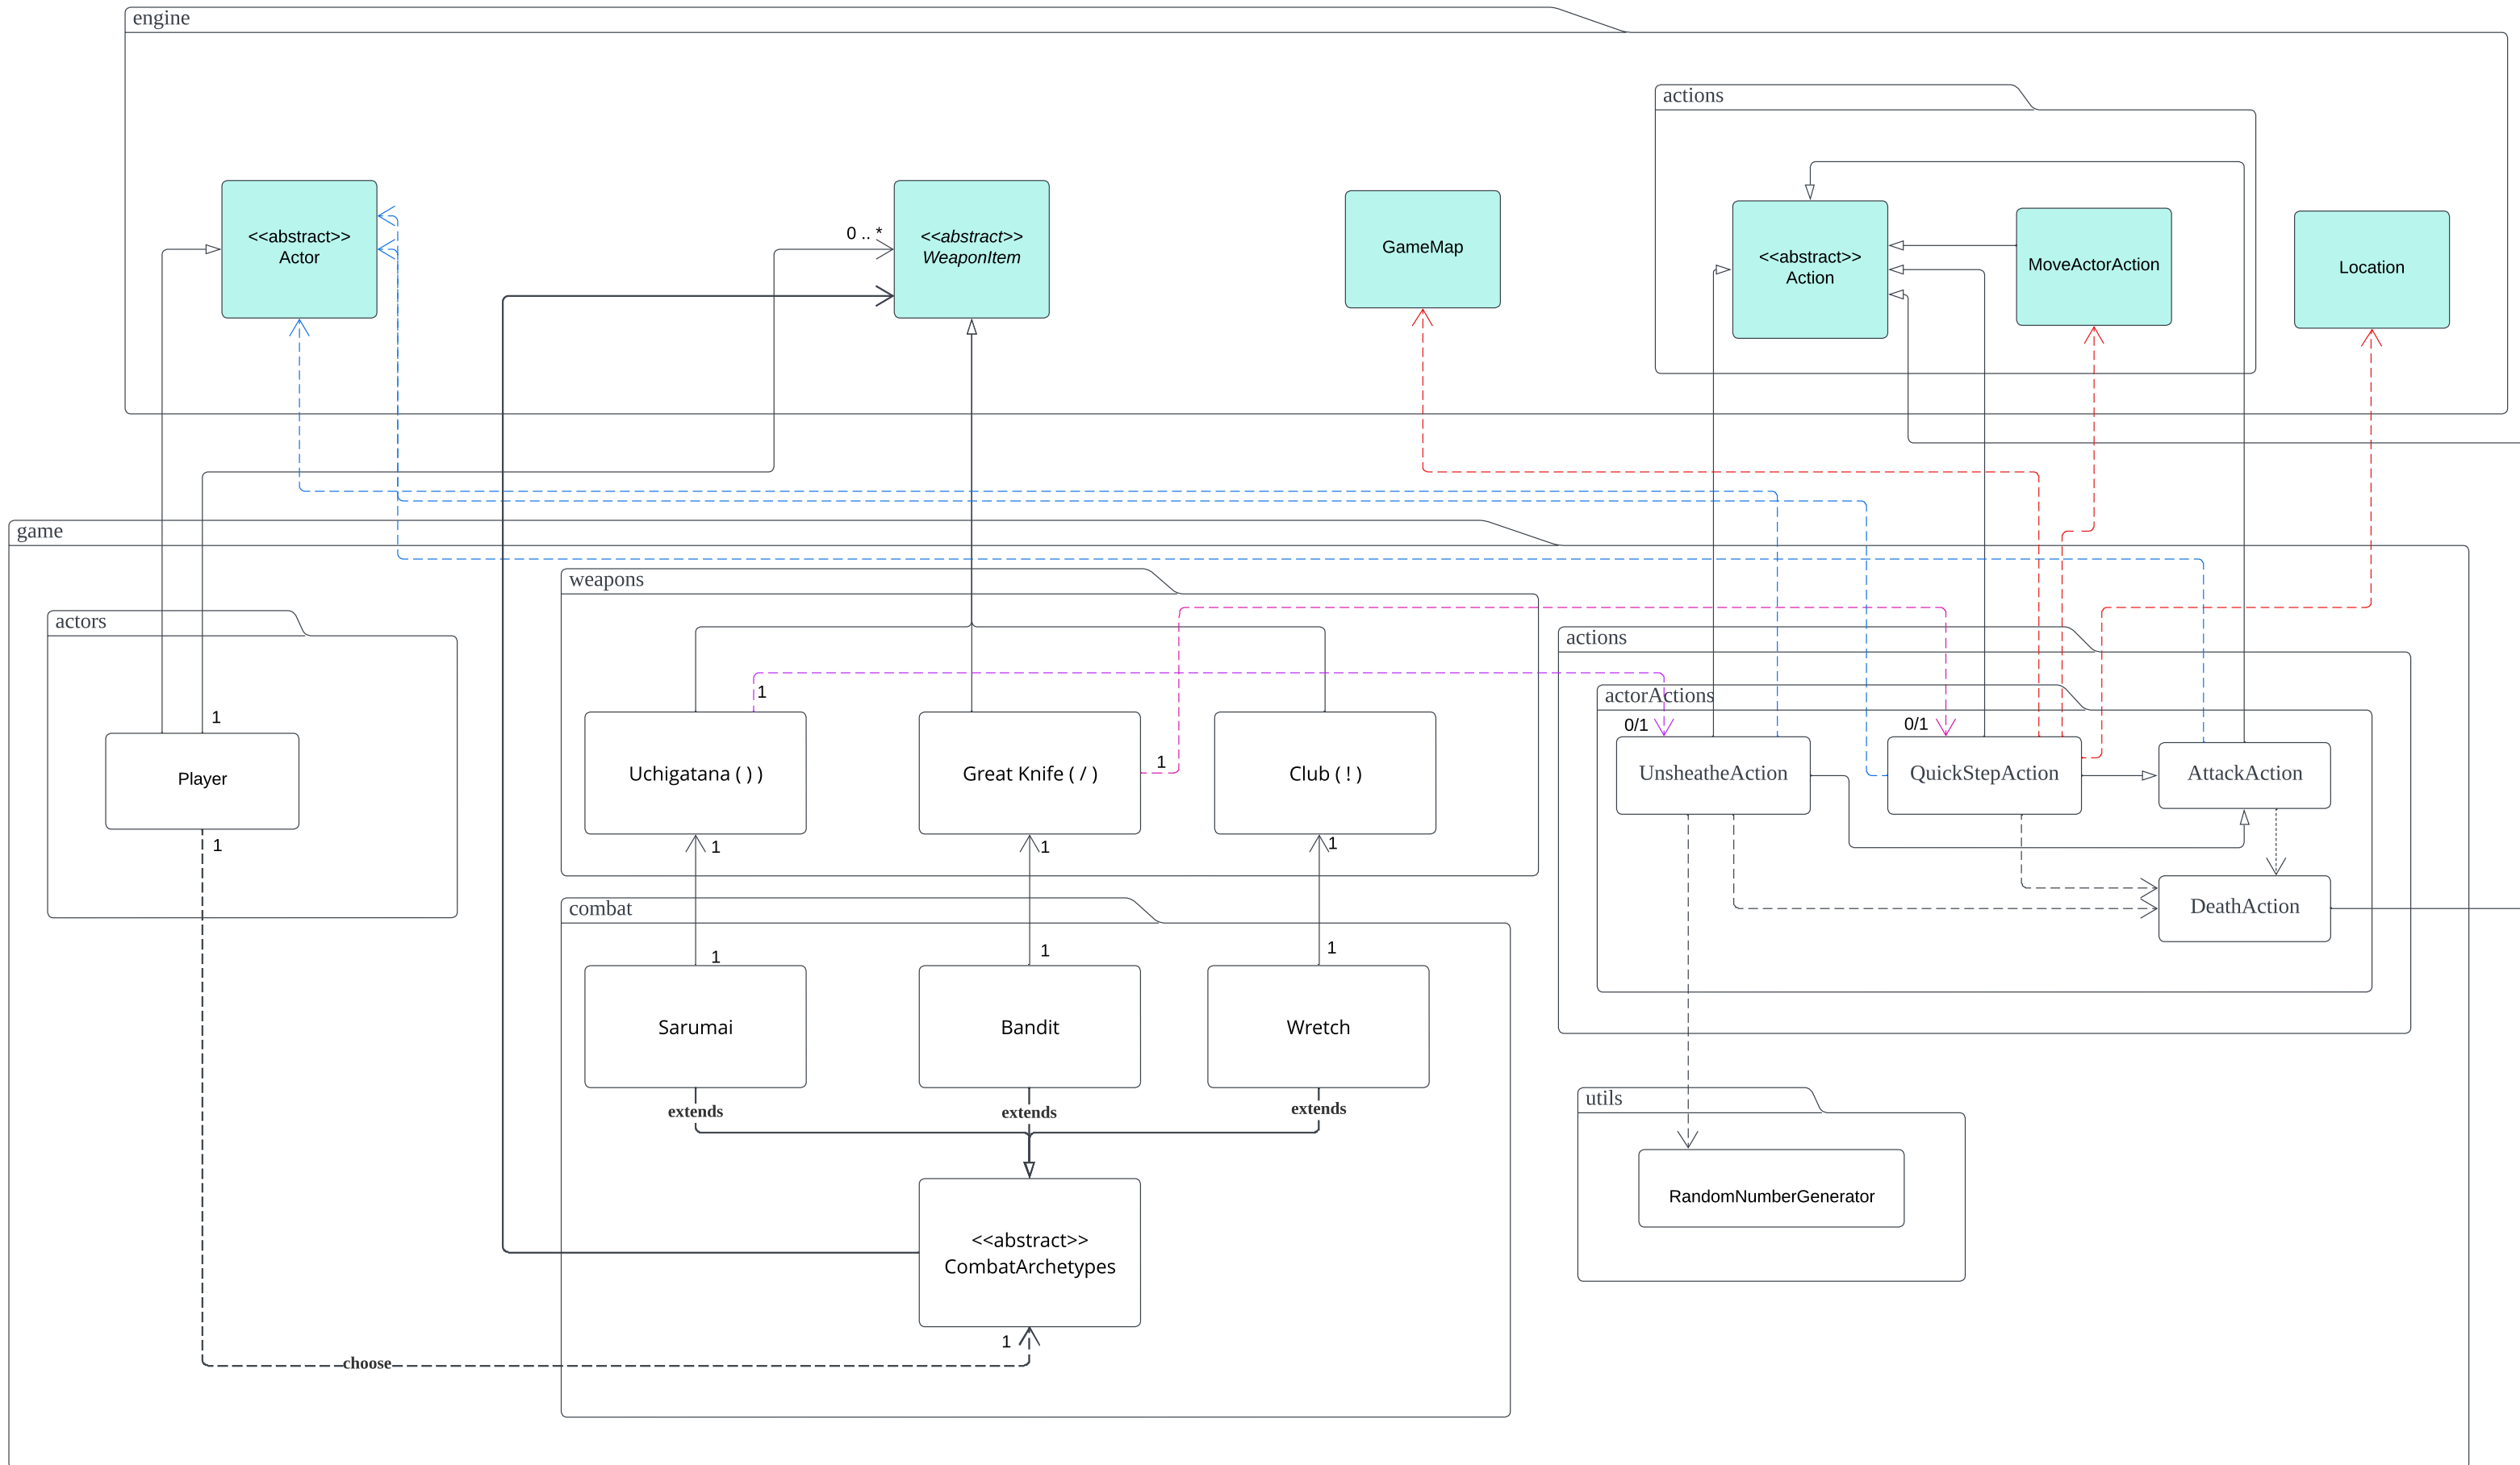 engine
actions
<<abstract>>
Actor
0 .. *
<<abstract>>
WeaponItem
GameMap
<<abstract>>
Action
MoveActorAction
Location
game
weapons
actors
actions
actorActions
1
1
0/1
0/1
1
Player
1
Uchigatana ( ) )
Great Knife ( / )
Club ( ! )
UnsheatheAction
QuickStepAction
AttackAction
1
1
1
DeathAction
combat
1
1
1
Sarumai
Bandit
Wretch
extends
extends
extends
utils
RandomNumberGenerator
<<abstract>>
CombatArchetypes
1
choose